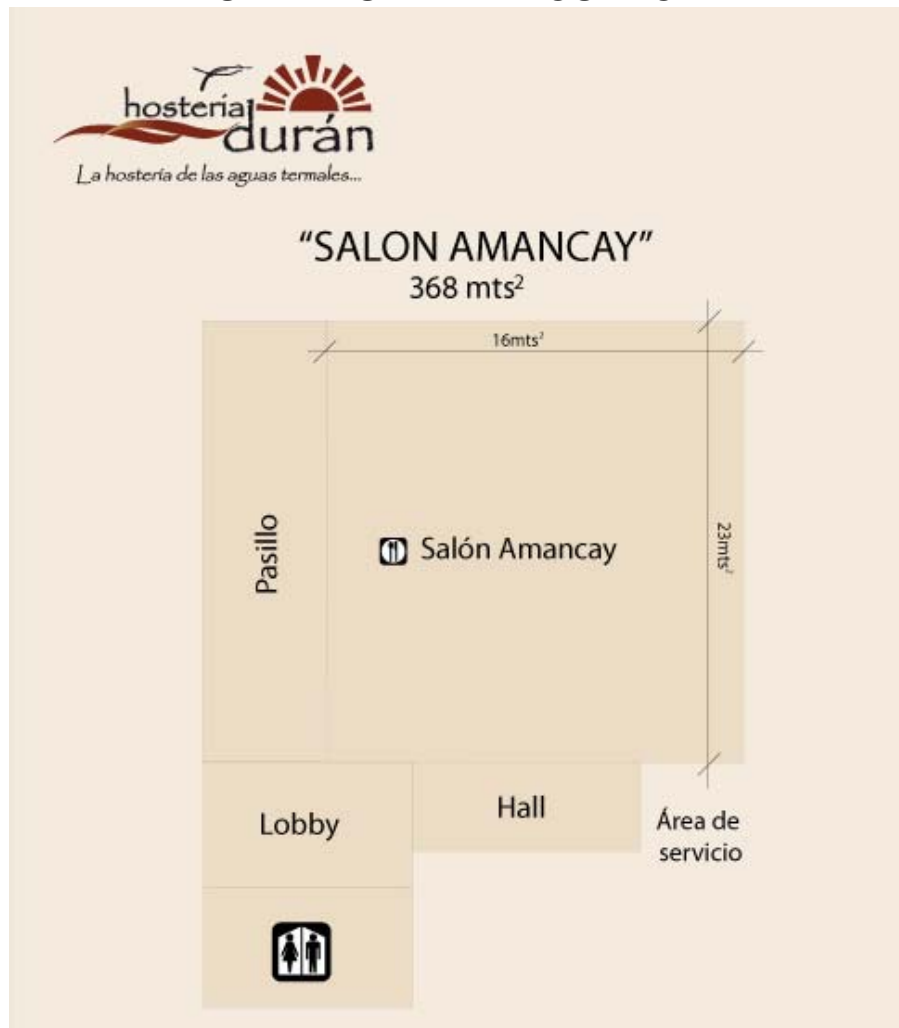 hostería
durán
La hostería de las aguas termales...
“SALON AMANCAY”
368 mts²
16mts²
Pasillo
Salón Amancay
23mts²
Lobby
Hall
Área de
servicio